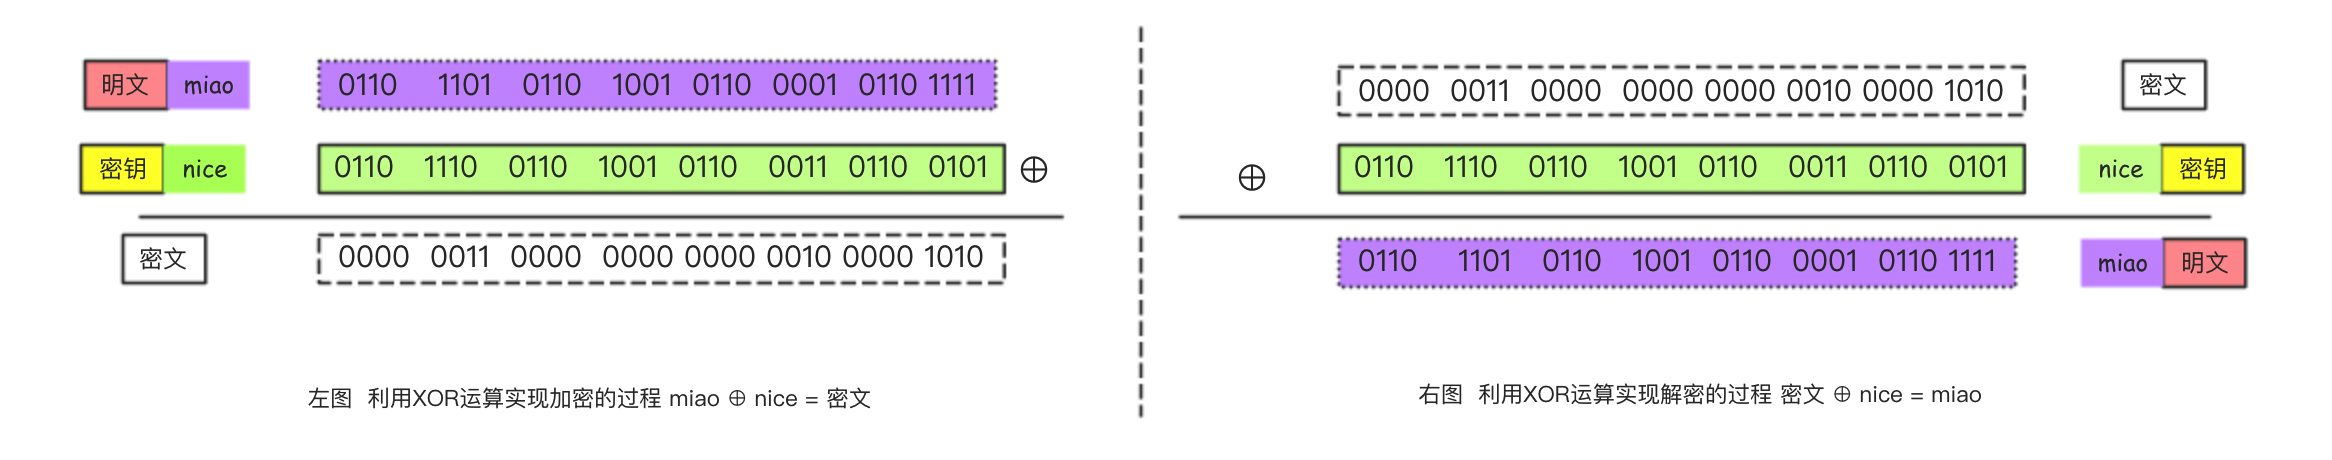 明文 miao 0110 1101 0110 1001 0110 0001 0110 1111
密钥 nice 0110 1110 0110 1001 0110 0011 0110 0101 ⊕
密文 0000 0011 0000 0000 0000 0010 0000 1010
左图 利用XOR运算实现加密的过程 miao ⊕ nice = 密文
0000 0011 0000 0000 0000 0010 0000 1010 密文
⊕ 0110 1110 0110 1001 0110 0011 0110 0101 nice 密钥
0110 1101 0110 1001 0110 0001 0110 1111 miao 明文
右图 利用XOR运算实现解密的过程 密文 ⊕ nice = miao